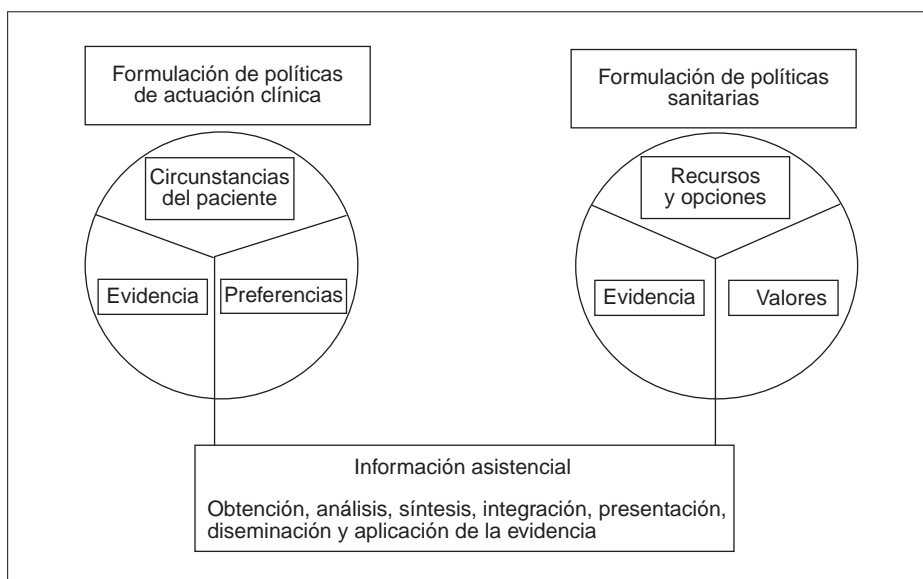 Formulación de políticas
de actuación clínica
Circunstancias
del paciente
Evidencia
Preferencias
Formulación de políticas
sanitarias
Recursos
y opciones
Evidencia
Valores
Información asistencial
Obtención, análisis, síntesis, integración, presentación,
diseminación y aplicación de la evidencia